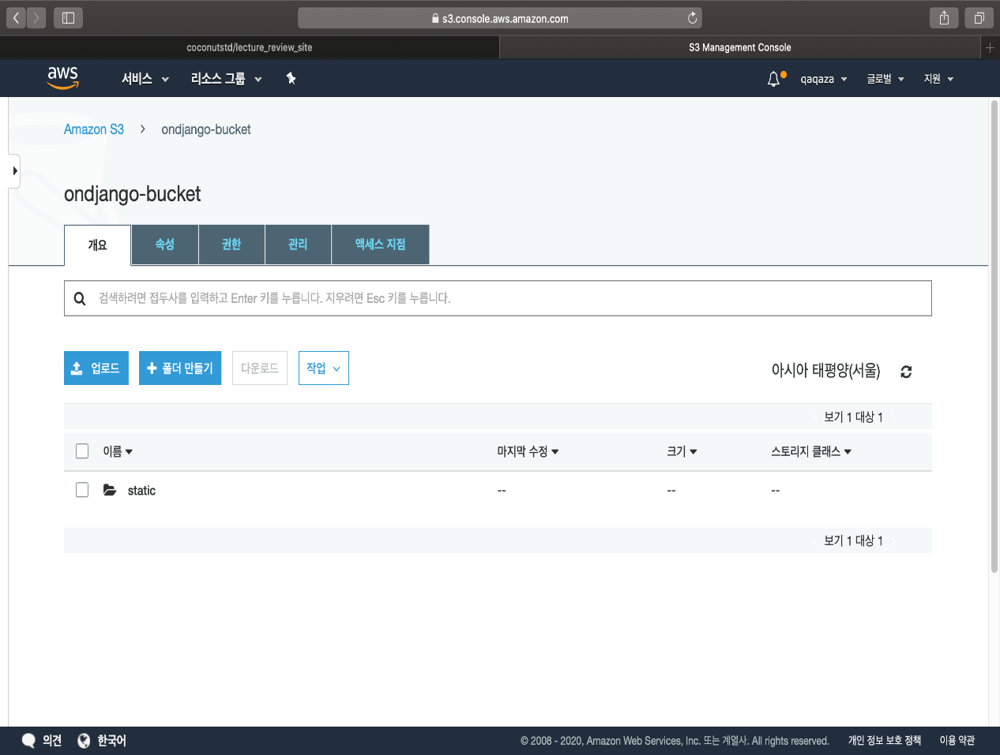 s3.console.aws.amazon.com
coconutstd/lecture_review_site
S3 Management Console
aws
서비스
리소스 그룹
qaqaza
글로벌
지원
Amazon S3
ondjango-bucket
ondjango-bucket
개요
속성
권한
관리
액세스 지점
검색하려면 접두사를 입력하고 Enter 키를 누릅니다. 지우려면 Esc 키를 누릅니다.
업로드
폴더 만들기
다운로드
작업
아시아 태평양(서울)
보기 1 대상 1
이름
마지막 수정
크기
스토리지 클래스
static
--
--
--
보기 1 대상 1
의견
한국어
© 2008 - 2020, Amazon Web Services, Inc. 또는 계열사. All rights reserved.
개인 정보 보호 정책
이용 약관